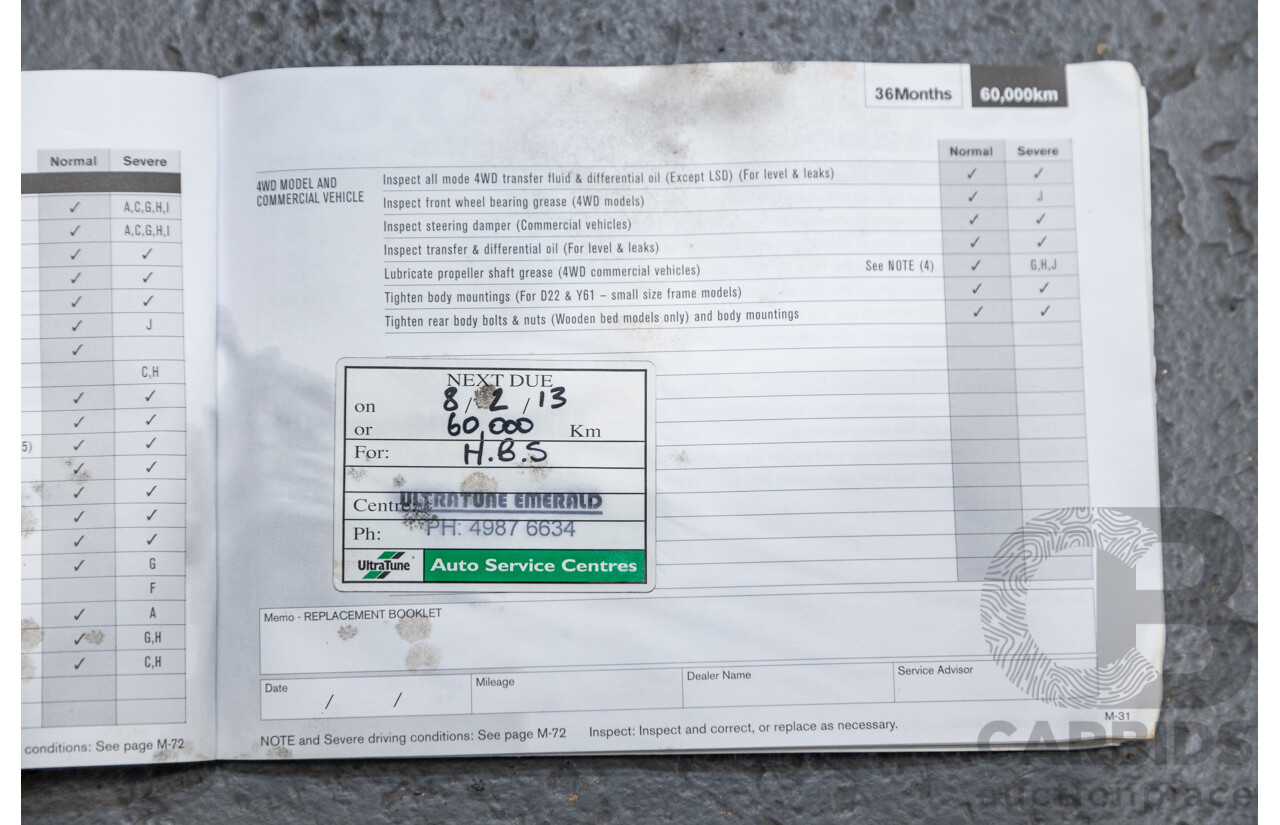 Normal Severe
✓ A,C,G,H,I
✓ A,C,G,H,I
✓ ✓
✓ ✓
✓ ✓
✓ J
✓
C,H
✓ ✓
✓ ✓
5) ✓ ✓
✓ ✓
✓ ✓
✓ ✓
✓ ✓
✓ G
F
✓ A
✓ G,H
✓ C,H
conditions: See page M-72
36Months 60,000km
Normal Severe
4WD MODEL AND
COMMERCIAL VEHICLE
Inspect all mode 4WD transfer fluid & differential oil (Except LSD) (For level & leaks) ✓ ✓
Inspect front wheel bearing grease (4WD models) ✓ J
Inspect steering damper (Commercial vehicles) ✓ ✓
Inspect transfer & differential oil (For level & leaks) ✓ ✓
Lubricate propeller shaft grease (4WD commercial vehicles) See NOTE (4) ✓ G,H,J
Tighten body mountings (For D22 & Y61 – small size frame models) ✓ ✓
Tighten rear body bolts & nuts (Wooden bed models only) and body mountings ✓ ✓
NEXT DUE
on 8 / 2 / 13
or 60,000 Km
For: H.B.S
Centre: ULTRATUNE EMERALD
Ph: PH: 4987 6634
UltraTune Auto Service Centres
Memo - REPLACEMENT BOOKLET
Date / / Mileage Dealer Name Service Advisor
NOTE and Severe driving conditions: See page M-72 Inspect: Inspect and correct, or replace as necessary.
M-31
CB
CARBIDS
auctionplace